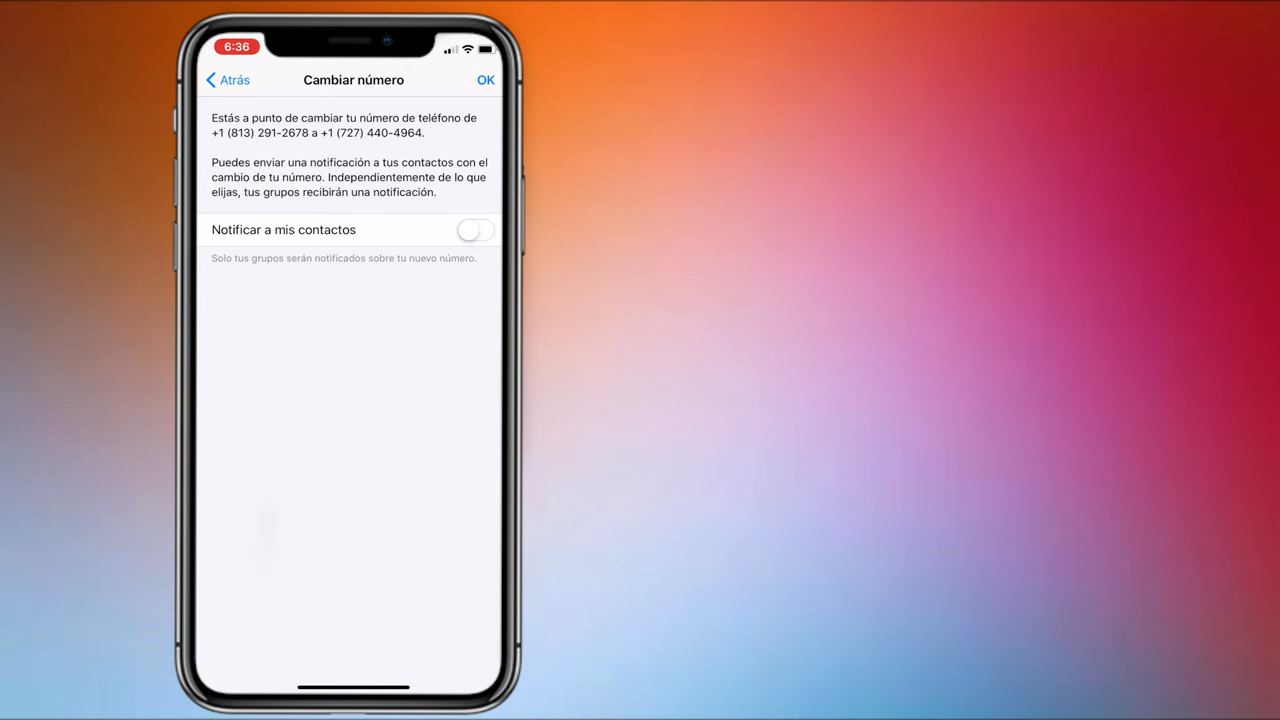 6:36
Atrás
Cambiar número
OK
Estás a punto de cambiar tu número de teléfono de
+1 (813) 291-2678 a +1 (727) 440-4964.
Puedes enviar una notificación a tus contactos con el
cambio de tu número. Independientemente de lo que
elijas, tus grupos recibirán una notificación.
Notificar a mis contactos
Solo tus grupos serán notificados sobre tu nuevo número.